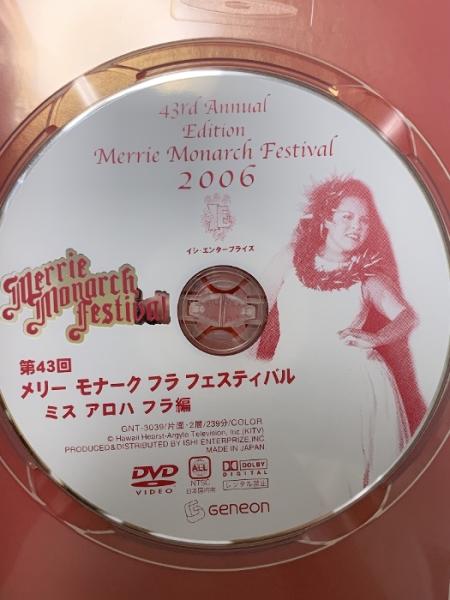 43rd Annual
Edition
Merrie Monarch Festival
2006
イシ・エンタープライズ
Merrie
Monarch
Festival
第43回
メリー モナーク フラ フェスティバル
ミス アロハ フラ編
GNT-3039/片面・2層/239分/COLOR
© Hawaii Hearst-Argyle Television, Inc.(KITV)
PRODUCED&DISTRIBUTED BY ISHI ENTERPRIZE,INC
MADE IN JAPAN
DVD
VIDEO
ALL
NTSC
日本国内用
DOLBY
DIGITAL
レンタル禁止
Geneon